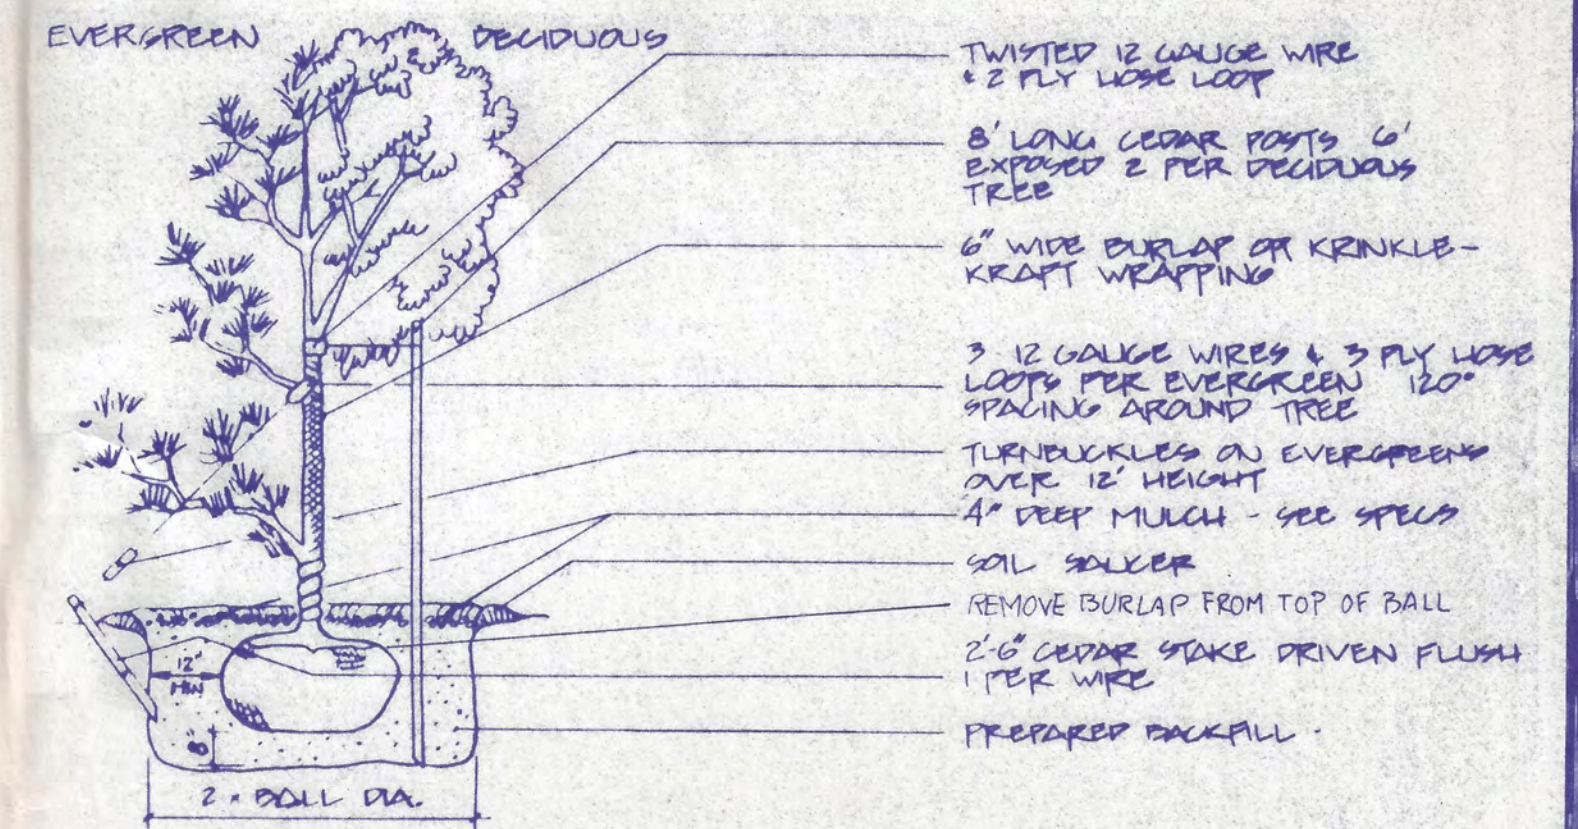 EVERGREEN
DECIDUOUS
TWISTED 12 GAUGE WIRE
& 2 PLY HOSE LOOP
8' LONG CEDAR POSTS 6'
EXPOSED 2 PER DECIDUOUS
TREE
6" WIDE BURLAP OR KRINKLE-
KRAFT WRAPPING
3 - 12 GAUGE WIRES & 3 PLY HOSE
LOOPS PER EVERGREEN 120°
SPACING AROUND TREE
TURNBUCKLES ON EVERGREENS
OVER 12' HEIGHT
4" DEEP MULCH - SEE SPECS
SOIL SAUCER
REMOVE BURLAP FROM TOP OF BALL
2'-6" CEDAR STAKE DRIVEN FLUSH
1 PER WIRE
PREPARED BACKFILL
12"
MIN
2 × BALL DIA.